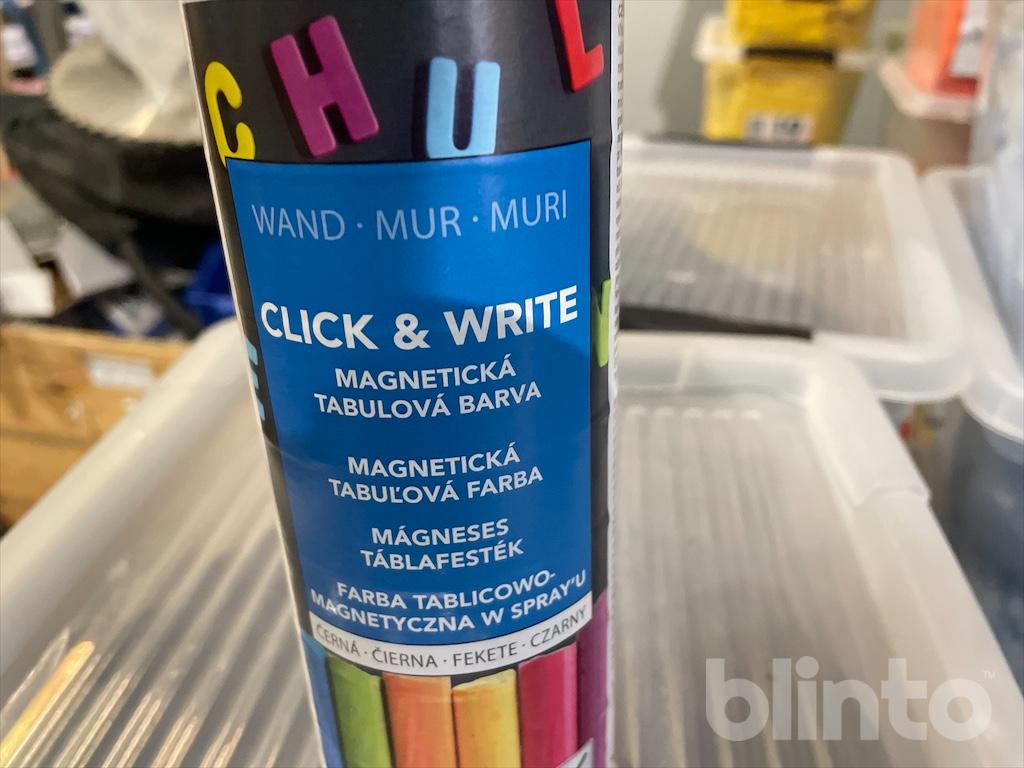 C H U L
WAND · MUR · MURI
CLICK & WRITE
MAGNETICKÁ
TABULOVÁ BARVA
MAGNETICKÁ
TABUĽOVÁ FARBA
MÁGNESES
TÁBLAFESTÉK
FARBA TABLICOWO-
MAGNETYCZNA W SPRAY'U
ČERNÁ · ČIERNA · FEKETE · CZARNY
blinto™